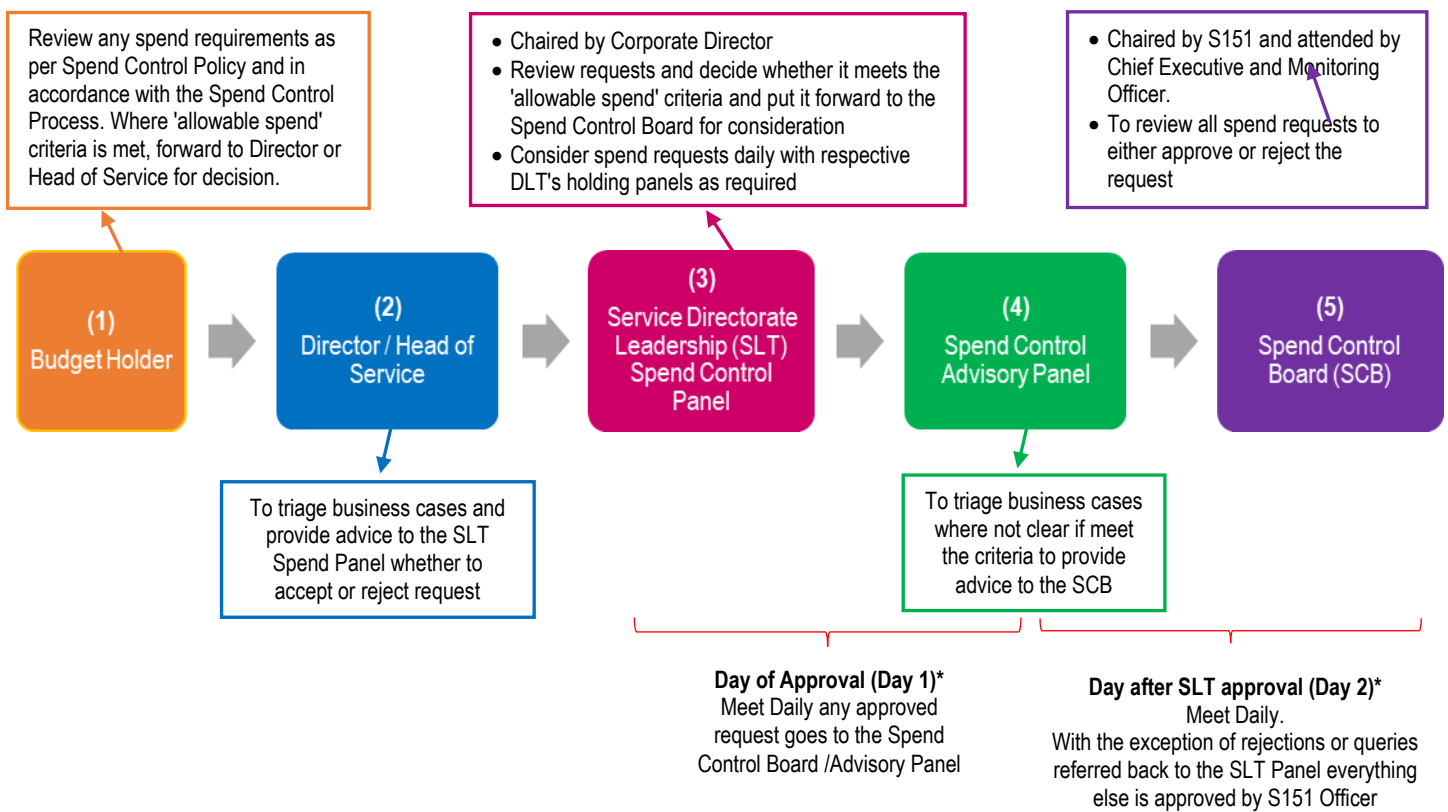 Review any spend requirements as
per Spend Control Policy and in
accordance with the Spend Control
Process. Where 'allowable spend'
criteria is met, forward to Director or
Head of Service for decision.
• Chaired by Corporate Director
• Review requests and decide whether it meets the
'allowable spend' criteria and put it forward to the
Spend Control Board for consideration
• Consider spend requests daily with respective
DLT's holding panels as required
• Chaired by S151 and attended by
Chief Executive and Monitoring
Officer.
• To review all spend requests to
either approve or reject the
request
(1)
Budget Holder
(2)
Director / Head of
Service
(3)
Service Directorate
Leadership (SLT)
Spend Control
Panel
(4)
Spend Control
Advisory Panel
(5)
Spend Control
Board (SCB)
To triage business cases and
provide advice to the SLT
Spend Panel whether to
accept or reject request
To triage business cases
where not clear if meet
the criteria to provide
advice to the SCB
Day of Approval (Day 1)*
Meet Daily any approved
request goes to the Spend
Control Board /Advisory Panel
Day after SLT approval (Day 2)*
Meet Daily.
With the exception of rejections or queries
referred back to the SLT Panel everything
else is approved by S151 Officer